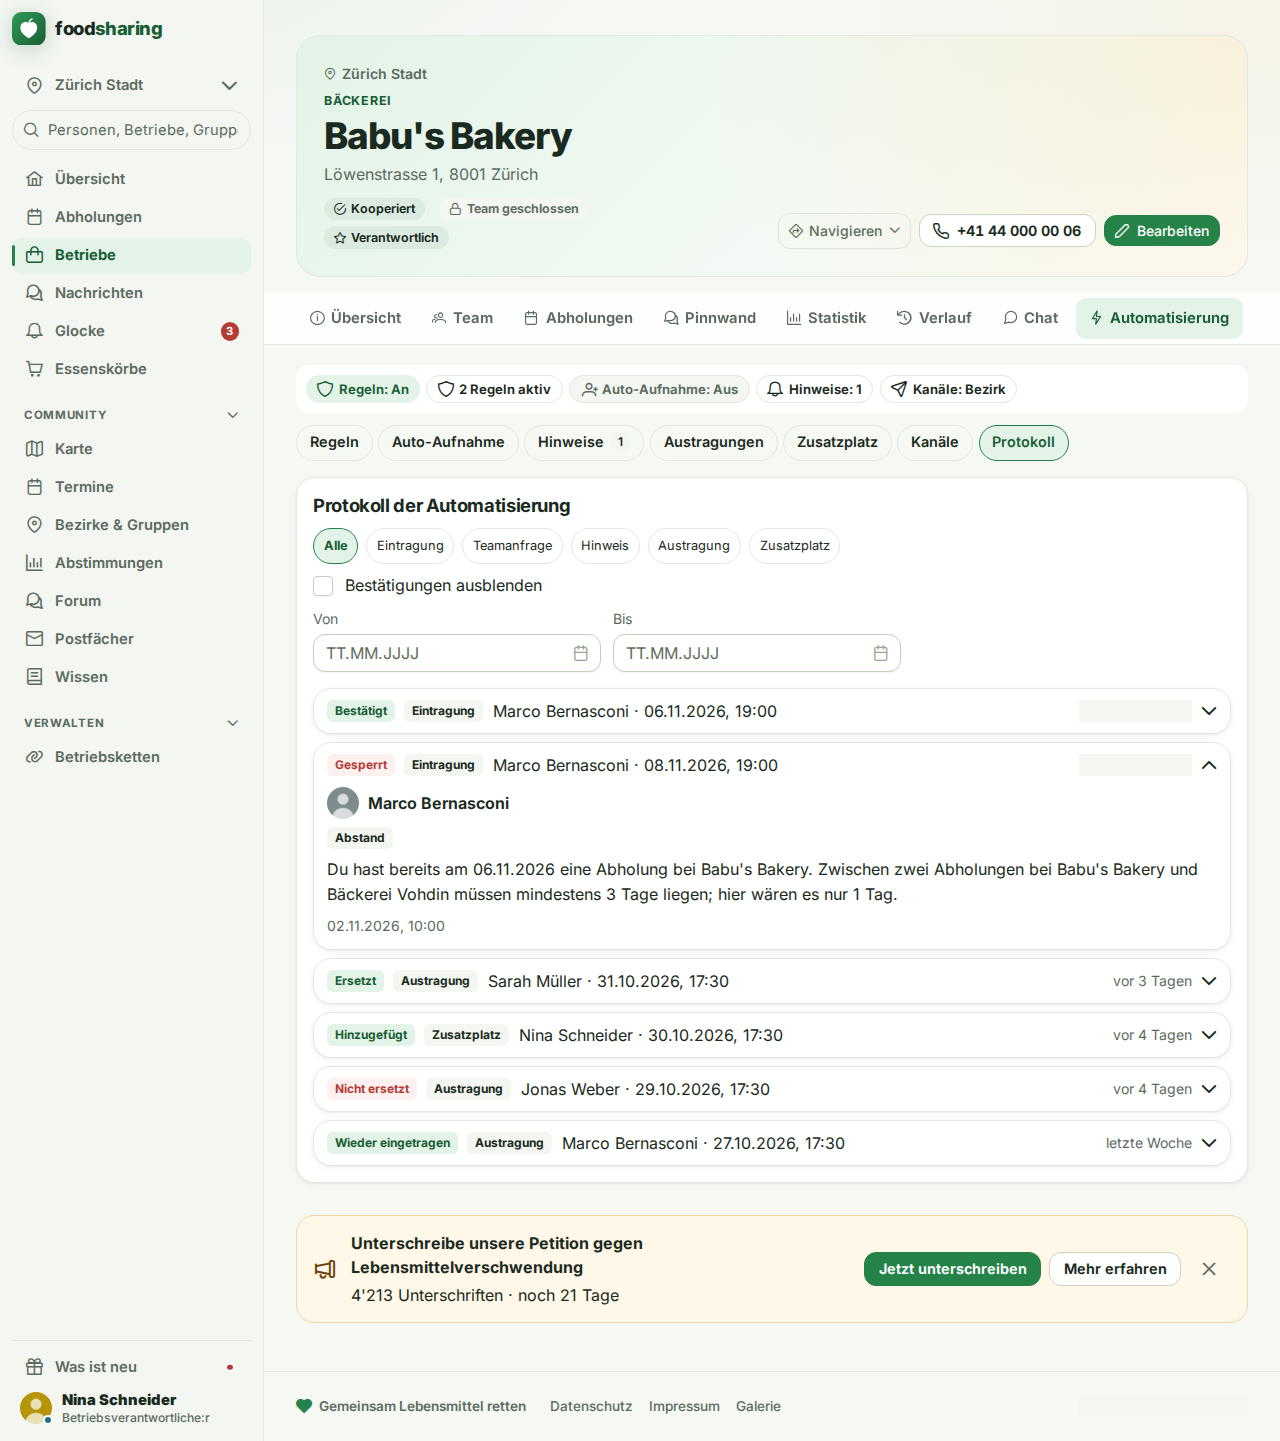 foodsharing
Zürich Stadt
Personen, Betriebe, Grupp
Übersicht
Abholungen
Betriebe
Nachrichten
Glocke 3
Essenskörbe
COMMUNITY
Karte
Termine
Bezirke & Gruppen
Abstimmungen
Forum
Postfächer
Wissen
VERWALTEN
Betriebsketten
Was ist neu
Nina Schneider
Betriebsverantwortliche:r
Zürich Stadt
BÄCKEREI
Babu's Bakery
Löwenstrasse 1, 8001 Zürich
Kooperiert Team geschlossen
Verantwortlich
Navigieren +41 44 000 00 06 Bearbeiten
Übersicht Team Abholungen Pinnwand Statistik Verlauf Chat Automatisierung
Regeln: An 2 Regeln aktiv Auto-Aufnahme: Aus Hinweise: 1 Kanäle: Bezirk
Regeln Auto-Aufnahme Hinweise 1 Austragungen Zusatzplatz Kanäle Protokoll
Protokoll der Automatisierung
Alle Eintragung Teamanfrage Hinweis Austragung Zusatzplatz
Bestätigungen ausblenden
Von Bis
TT.MM.JJJJ TT.MM.JJJJ
Bestätigt Eintragung Marco Bernasconi · 06.11.2026, 19:00
Gesperrt Eintragung Marco Bernasconi · 08.11.2026, 19:00
Marco Bernasconi
Abstand
Du hast bereits am 06.11.2026 eine Abholung bei Babu's Bakery. Zwischen zwei Abholungen bei Babu's Bakery und
Bäckerei Vohdin müssen mindestens 3 Tage liegen; hier wären es nur 1 Tag.
02.11.2026, 10:00
Ersetzt Austragung Sarah Müller · 31.10.2026, 17:30 vor 3 Tagen
Hinzugefügt Zusatzplatz Nina Schneider · 30.10.2026, 17:30 vor 4 Tagen
Nicht ersetzt Austragung Jonas Weber · 29.10.2026, 17:30 vor 4 Tagen
Wieder eingetragen Austragung Marco Bernasconi · 27.10.2026, 17:30 letzte Woche
Unterschreibe unsere Petition gegen
Lebensmittelverschwendung
4'213 Unterschriften · noch 21 Tage
Jetzt unterschreiben Mehr erfahren
Gemeinsam Lebensmittel retten Datenschutz Impressum Galerie